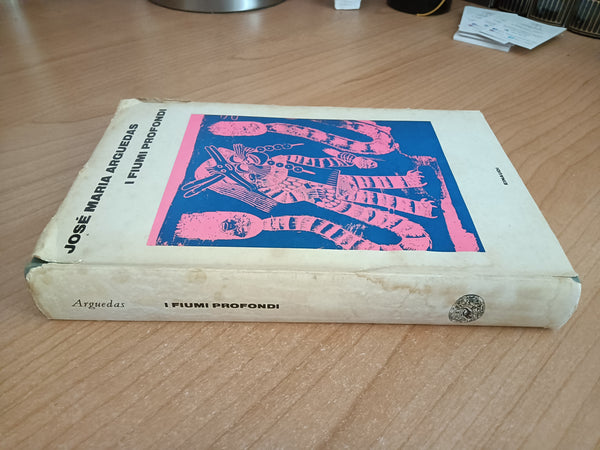 JOSÉ MARIA ARGUEDAS
I FIUMI PROFONDI
EINAUDI
Arguedas
I FIUMI PROFONDI